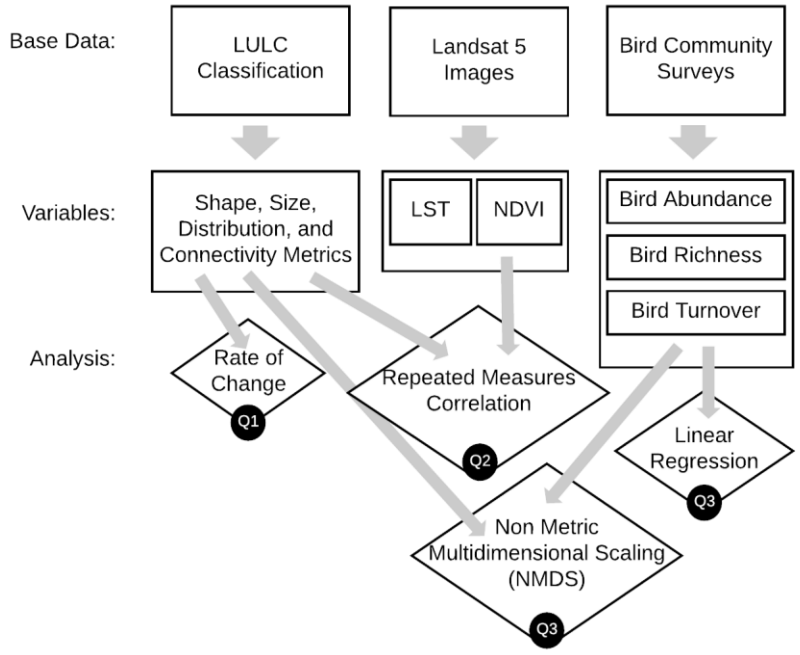 Base Data:
LULC
Classification
Landsat 5
Images
Bird Community
Surveys
Variables:
Shape, Size,
Distribution, and
Connectivity Metrics
LST
NDVI
Bird Abundance
Bird Richness
Bird Turnover
Analysis:
Rate of
Change
Q1
Repeated Measures
Correlation
Q2
Linear
Regression
Q3
Non Metric
Multidimensional Scaling
(NMDS)
Q3